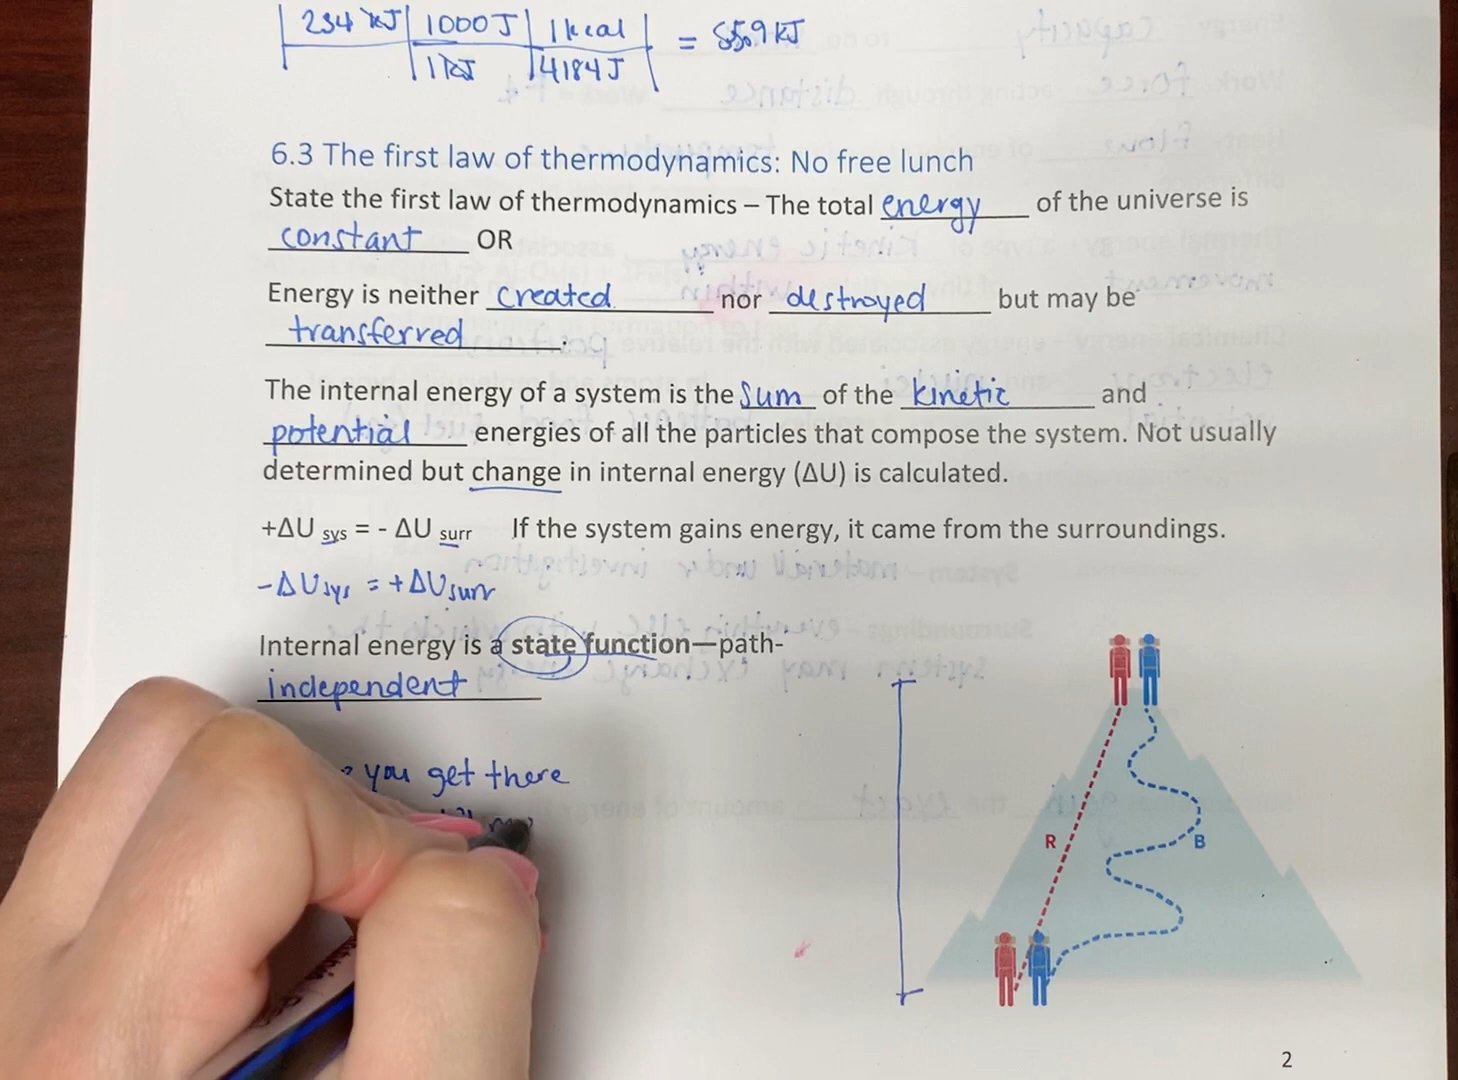 234 kJ 1000 J 1 kcal = 55.9 kJ
1 kJ 4184 J
6.3 The first law of thermodynamics: No free lunch
State the first law of thermodynamics – The total energy of the universe is
constant OR
Energy is neither created nor destroyed but may be
transferred.
The internal energy of a system is the sum of the kinetic and
potential energies of all the particles that compose the system. Not usually
determined but change in internal energy (ΔU) is calculated.
+ΔU sys = - ΔU surr If the system gains energy, it came from the surroundings.
-ΔUsys = +ΔUsurr
Internal energy is a state function—path-
independent
you get there
R
B
2